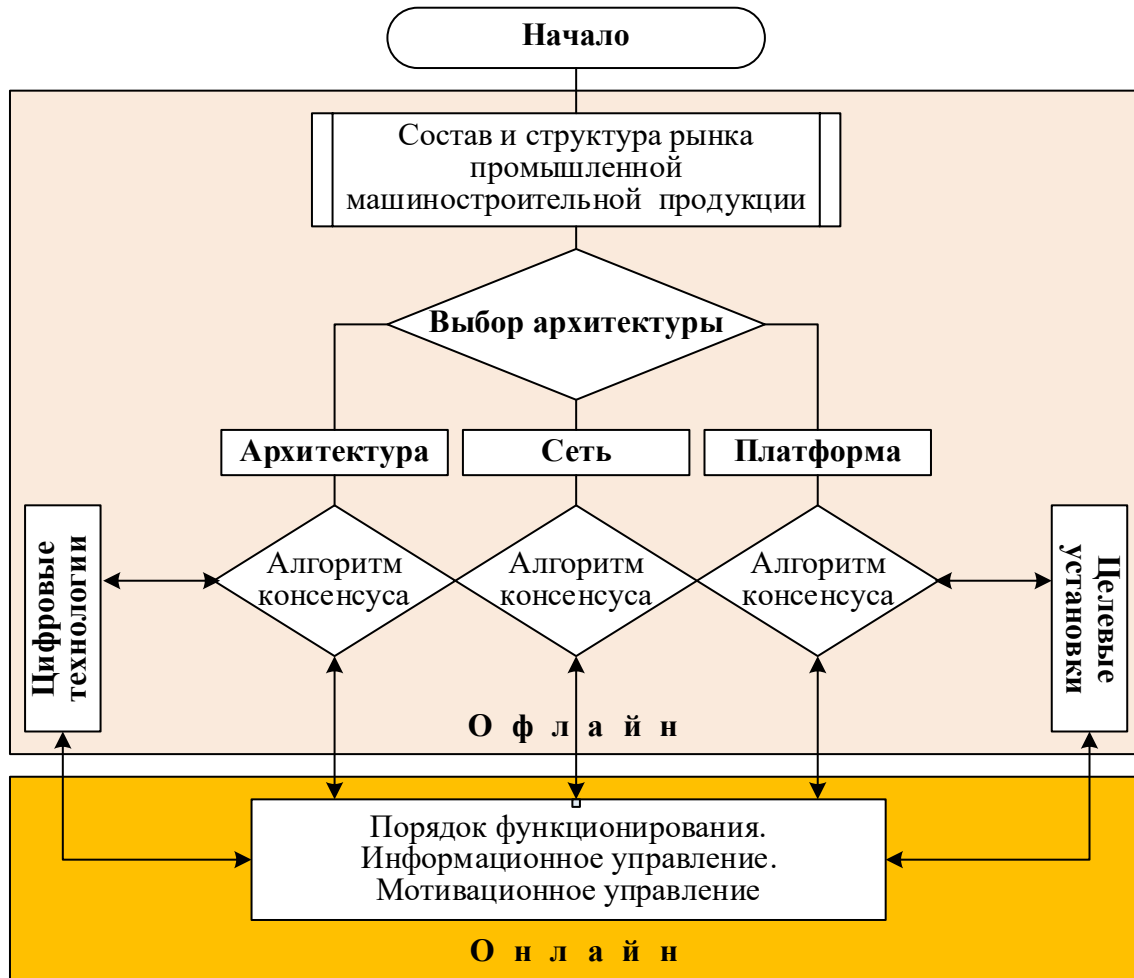 Начало
Состав и структура рынка
промышленной
машиностроительной продукции
Выбор архитектуры
Архитектура
Сеть
Платформа
Цифровые
технологии
Алгоритм
консенсуса
Алгоритм
консенсуса
Алгоритм
консенсуса
Целевые
установки
О ф л а й н
Порядок функционирования.
Информационное управление.
Мотивационное управление
О н л а й н